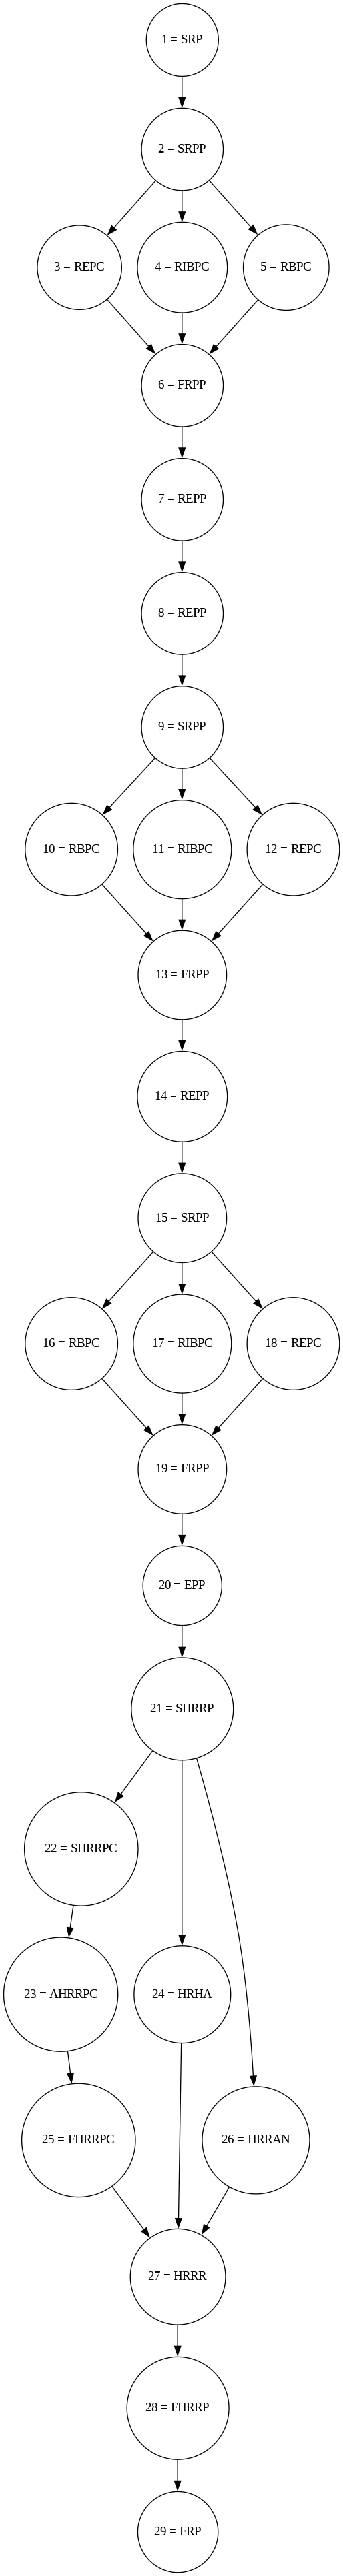 1 = SRP
2 = SRPP
3 = REPC
4 = RIBPC
5 = RBPC
6 = FRPP
7 = REPP
8 = REPP
9 = SRPP
10 = RBPC
11 = RIBPC
12 = REPC
13 = FRPP
14 = REPP
15 = SRPP
16 = RBPC
17 = RIBPC
18 = REPC
19 = FRPP
20 = EPP
21 = SHRRP
22 = SHRRPC
23 = AHRRPC
24 = HRHA
25 = FHRRPC
26 = HRRAN
27 = HRRR
28 = FHRRP
29 = FRP